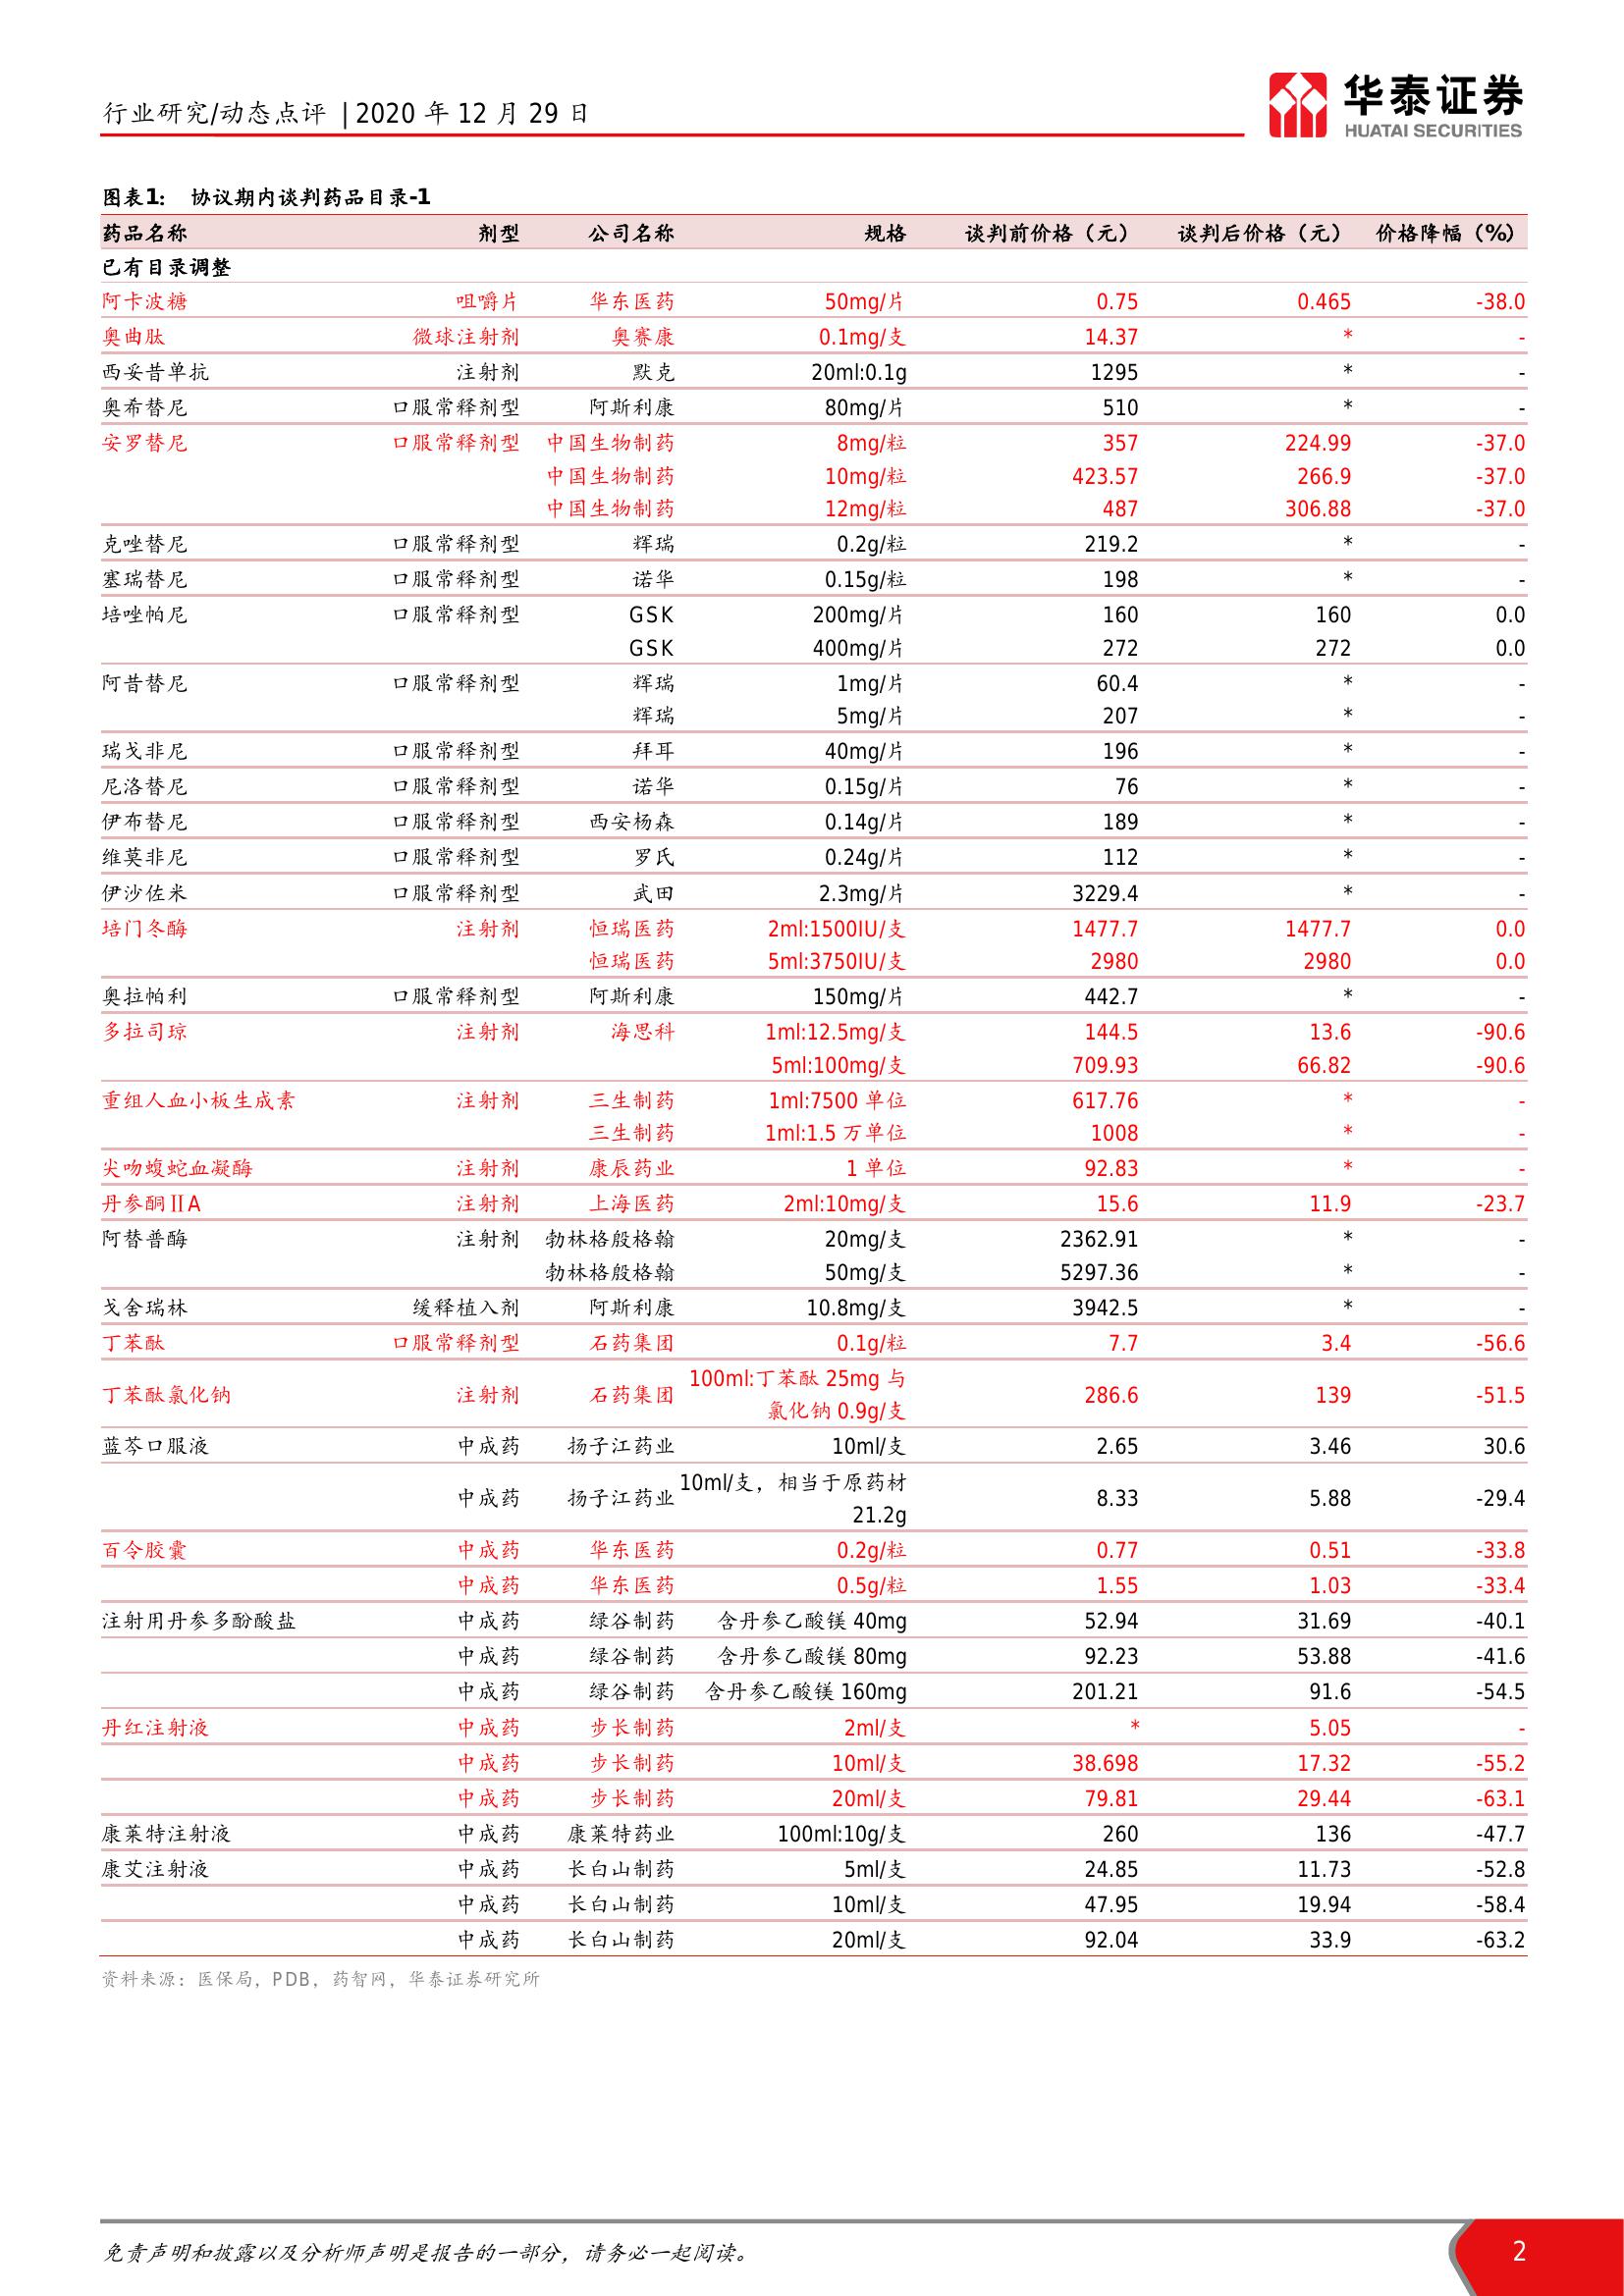 行业研究/动态点评 | 2020 年 12 月 29 日
华泰证券
HUATAI SECURITIES
图表1: 协议期内谈判药品目录-1
药品名称 剂型 公司名称 规格 谈判前价格（元） 谈判后价格（元） 价格降幅（%）
已有目录调整
阿卡波糖 咀嚼片 华东医药 50mg/片 0.75 0.465 -38.0
奥曲肽 微球注射剂 奥赛康 0.1mg/支 14.37 * -
西妥昔单抗 注射剂 默克 20ml:0.1g 1295 * -
奥希替尼 口服常释剂型 阿斯利康 80mg/片 510 * -
安罗替尼 口服常释剂型 中国生物制药 8mg/粒 357 224.99 -37.0
中国生物制药 10mg/粒 423.57 266.9 -37.0
中国生物制药 12mg/粒 487 306.88 -37.0
克唑替尼 口服常释剂型 辉瑞 0.2g/粒 219.2 * -
塞瑞替尼 口服常释剂型 诺华 0.15g/粒 198 * -
培唑帕尼 口服常释剂型 GSK 200mg/片 160 160 0.0
GSK 400mg/片 272 272 0.0
阿昔替尼 口服常释剂型 辉瑞 1mg/片 60.4 * -
辉瑞 5mg/片 207 * -
瑞戈非尼 口服常释剂型 拜耳 40mg/片 196 * -
尼洛替尼 口服常释剂型 诺华 0.15g/片 76 * -
伊布替尼 口服常释剂型 西安杨森 0.14g/片 189 * -
维莫非尼 口服常释剂型 罗氏 0.24g/片 112 * -
伊沙佐米 口服常释剂型 武田 2.3mg/片 3229.4 * -
培门冬酶 注射剂 恒瑞医药 2ml:1500IU/支 1477.7 1477.7 0.0
恒瑞医药 5ml:3750IU/支 2980 2980 0.0
奥拉帕利 口服常释剂型 阿斯利康 150mg/片 442.7 * -
多拉司琼 注射剂 海思科 1ml:12.5mg/支 144.5 13.6 -90.6
5ml:100mg/支 709.93 66.82 -90.6
重组人血小板生成素 注射剂 三生制药 1ml:7500 单位 617.76 * -
三生制药 1ml:1.5 万单位 1008 * -
尖吻蝮蛇血凝酶 注射剂 康辰药业 1 单位 92.83 * -
丹参酮ⅡA 注射剂 上海医药 2ml:10mg/支 15.6 11.9 -23.7
阿替普酶 注射剂 勃林格殷格翰 20mg/支 2362.91 * -
勃林格殷格翰 50mg/支 5297.36 * -
戈舍瑞林 缓释植入剂 阿斯利康 10.8mg/支 3942.5 * -
丁苯酞 口服常释剂型 石药集团 0.1g/粒 7.7 3.4 -56.6
丁苯酞氯化钠 注射剂 石药集团 100ml:丁苯酞 25mg 与 286.6 139 -51.5
氯化钠 0.9g/支
蓝芩口服液 中成药 扬子江药业 10ml/支 2.65 3.46 30.6
中成药 扬子江药业 10ml/支，相当于原药材 8.33 5.88 -29.4
21.2g
百令胶囊 中成药 华东医药 0.2g/粒 0.77 0.51 -33.8
中成药 华东医药 0.5g/粒 1.55 1.03 -33.4
注射用丹参多酚酸盐 中成药 绿谷制药 含丹参乙酸镁 40mg 52.94 31.69 -40.1
中成药 绿谷制药 含丹参乙酸镁 80mg 92.23 53.88 -41.6
中成药 绿谷制药 含丹参乙酸镁 160mg 201.21 91.6 -54.5
丹红注射液 中成药 步长制药 2ml/支 * 5.05 -
中成药 步长制药 10ml/支 38.698 17.32 -55.2
中成药 步长制药 20ml/支 79.81 29.44 -63.1
康莱特注射液 中成药 康莱特药业 100ml:10g/支 260 136 -47.7
康艾注射液 中成药 长白山制药 5ml/支 24.85 11.73 -52.8
中成药 长白山制药 10ml/支 47.95 19.94 -58.4
中成药 长白山制药 20ml/支 92.04 33.9 -63.2
资料来源：医保局，PDB，药智网，华泰证券研究所
免责声明和披露以及分析师声明是报告的一部分，请务必一起阅读。 2